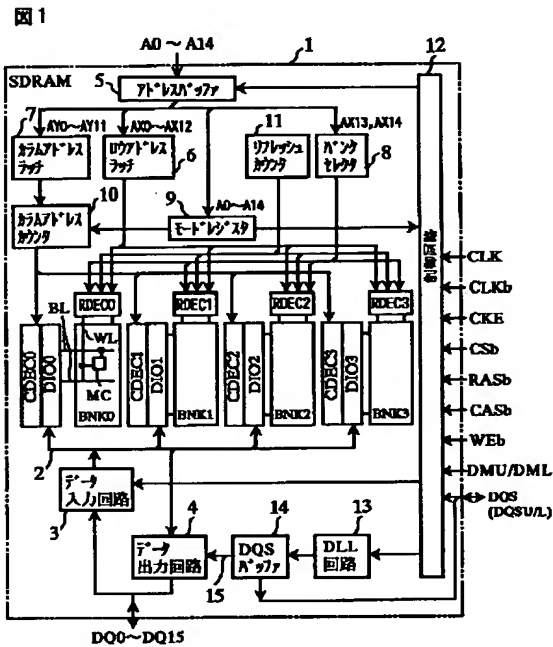 図1
A0～A14
1
12
SDRAM
5
アドレスバッファ
7
AY0～AY11
AX0～AX12
11
AX13,AX14
カラムアドレス
ラッチ
ロウアドレス
ラッチ
6
リフレッシュ
カウンタ
バンク
セレクタ
8
10
9
A0～A14
カラムアドレス
カウンタ
モードレジスタ
制御回路
CLK
CLKb
CKE
CSb
RASb
CASb
WEb
DMU/DML
DQS
(DQSU/L)
RDEC0
RDEC1
RDEC2
RDEC3
BL
WL
MC
CDEC0
DIO0
BNK0
CDEC1
DIO1
BNK1
CDEC2
DIO2
BNK2
CDEC3
DIO3
BNK3
2
データ
入力回路
3
4
14
13
データ
出力回路
15
DQS
バッファ
DLL
回路
DQ0～DQ15